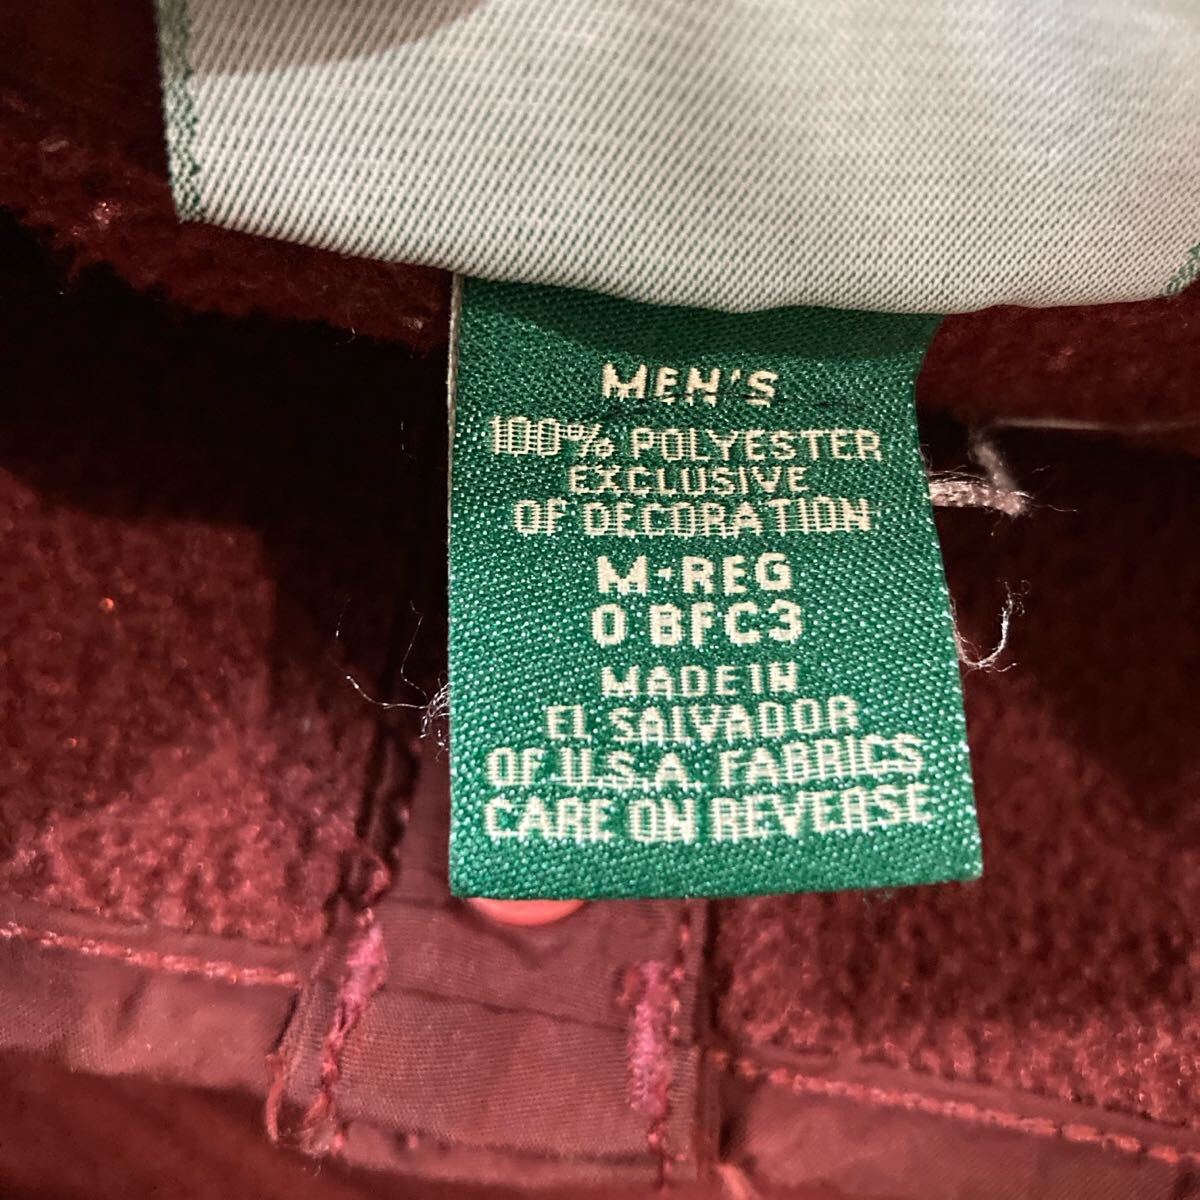 MEN'S
100% POLYESTER
EXCLUSIVE
OF DECORATION
M-REG
0 BFC3
MADE IN
EL SALVADOR
OF U.S.A. FABRICS
CARE ON REVERSE